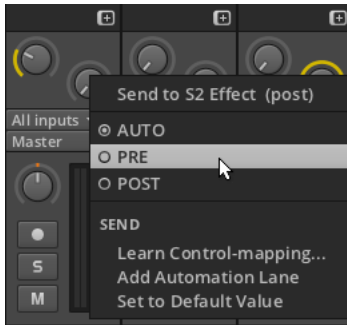 Send to S2 Effect (post)
All inputs
AUTO
Master
PRE
POST
SEND
Learn Control-mapping...
S
Add Automation Lane
M
Set to Default Value